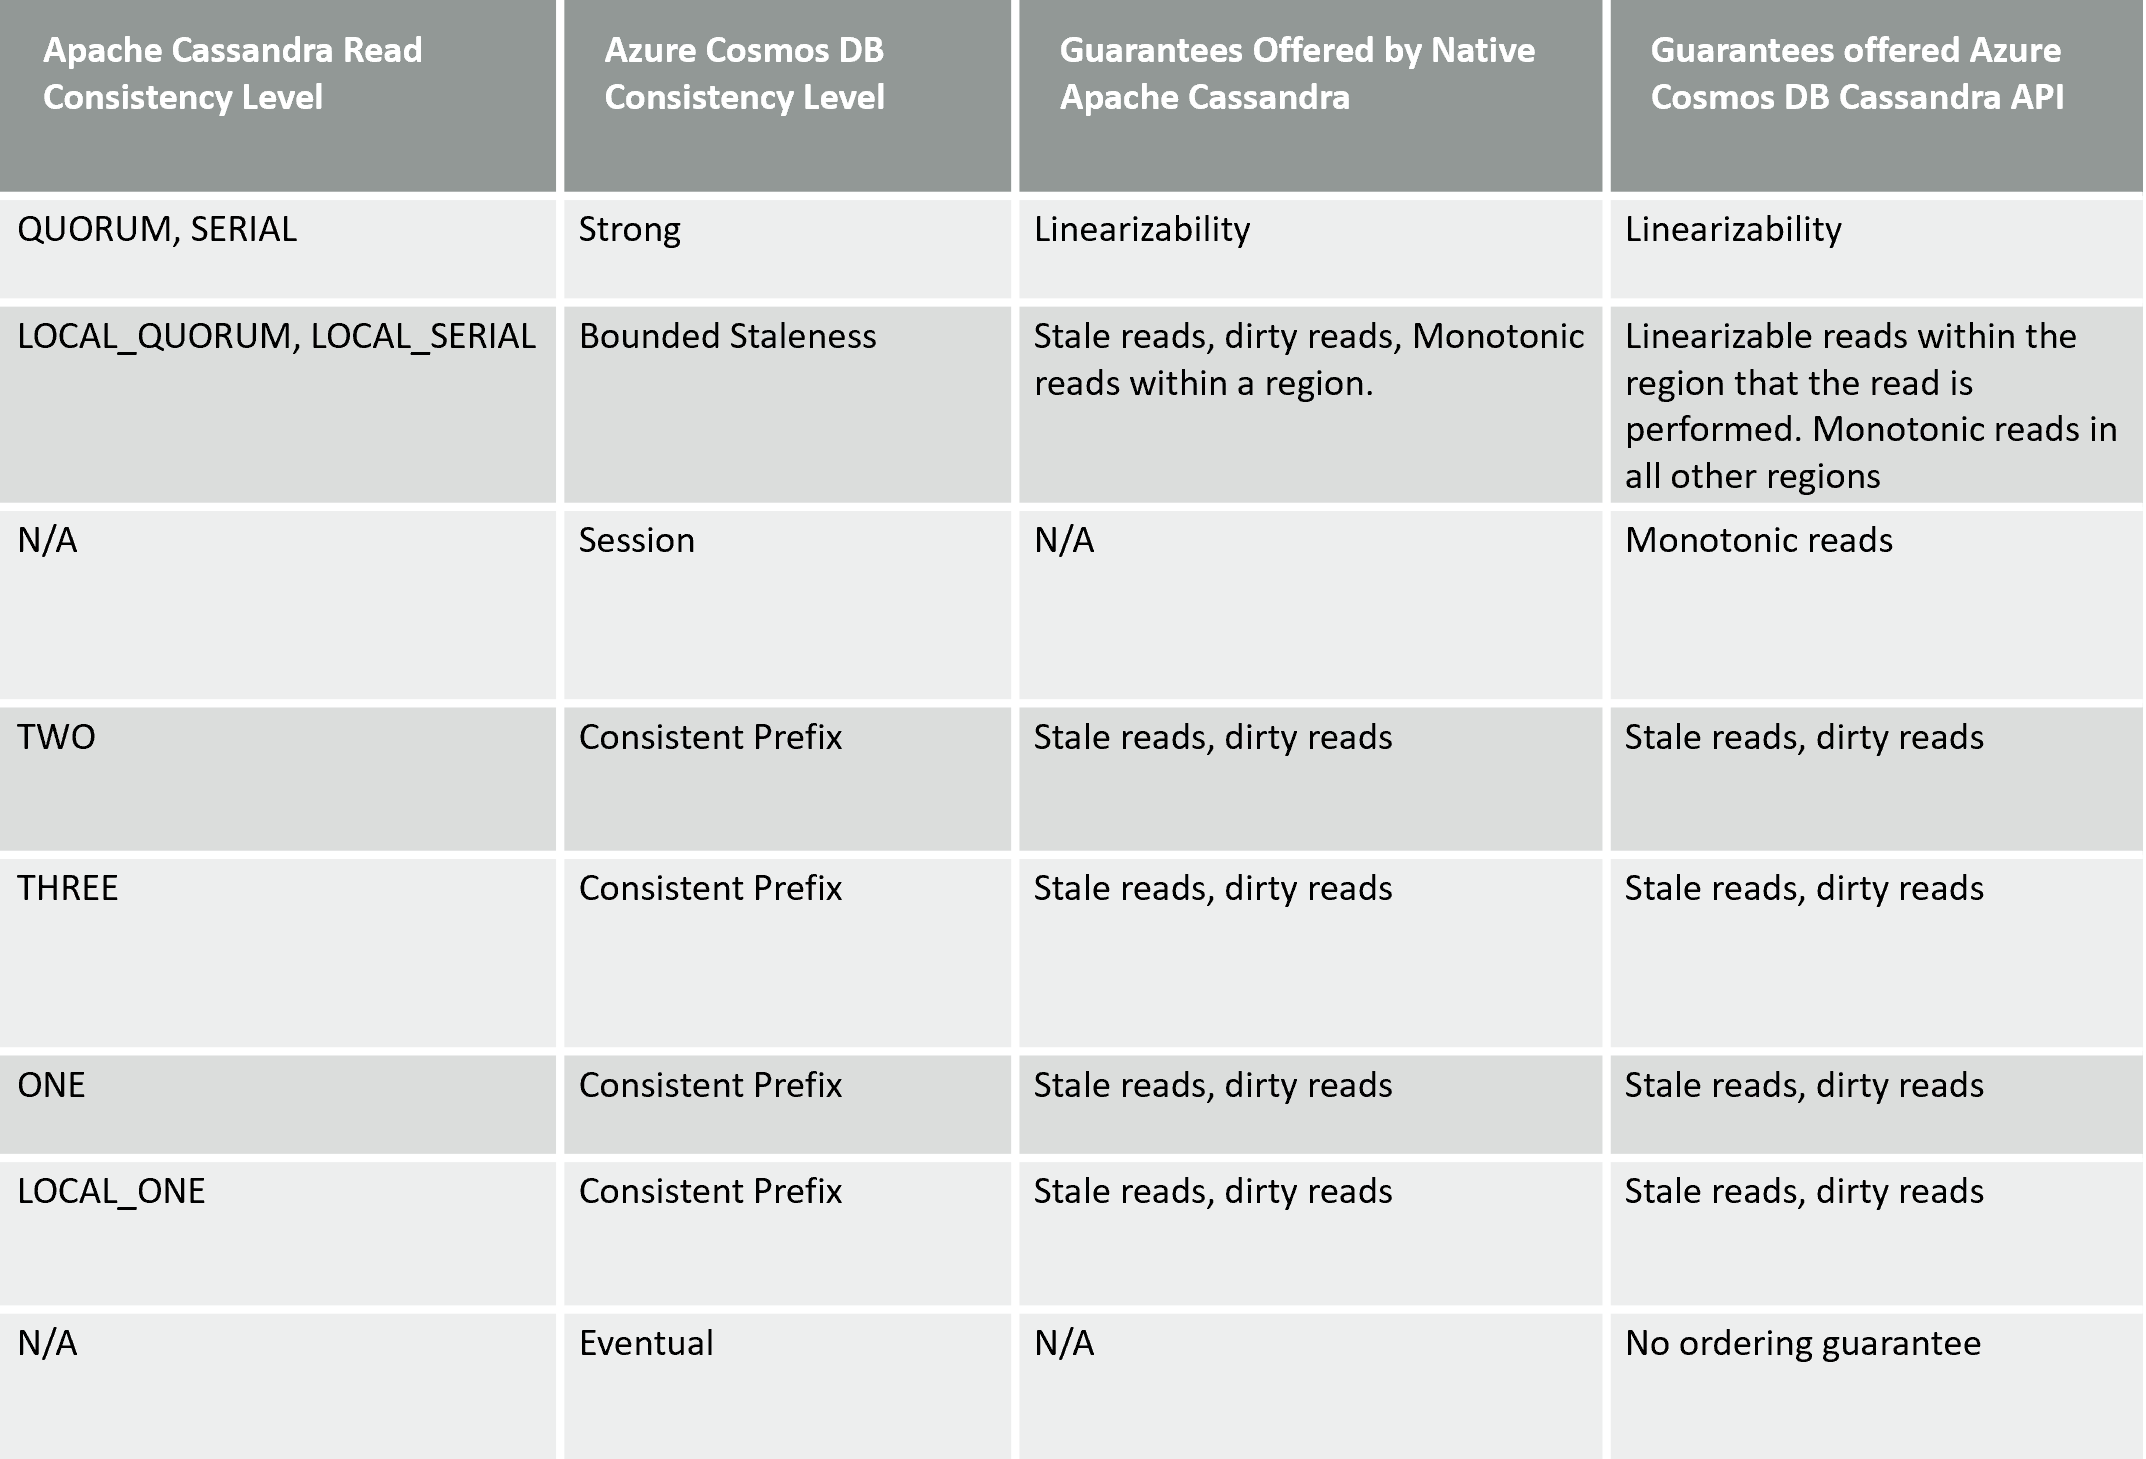 Apache Cassandra Read
Consistency Level
Azure Cosmos DB
Consistency Level
Guarantees Offered by Native
Apache Cassandra
Guarantees offered Azure
Cosmos DB Cassandra API
QUORUM, SERIAL
Strong
Linearizability
Linearizability
LOCAL_QUORUM, LOCAL_SERIAL
Bounded Staleness
Stale reads, dirty reads, Monotonic
reads within a region.
Linearizable reads within the
region that the read is
performed. Monotonic reads in
all other regions
N/A
Session
N/A
Monotonic reads
TWO
Consistent Prefix
Stale reads, dirty reads
Stale reads, dirty reads
THREE
Consistent Prefix
Stale reads, dirty reads
Stale reads, dirty reads
ONE
Consistent Prefix
Stale reads, dirty reads
Stale reads, dirty reads
LOCAL_ONE
Consistent Prefix
Stale reads, dirty reads
Stale reads, dirty reads
N/A
Eventual
N/A
No ordering guarantee